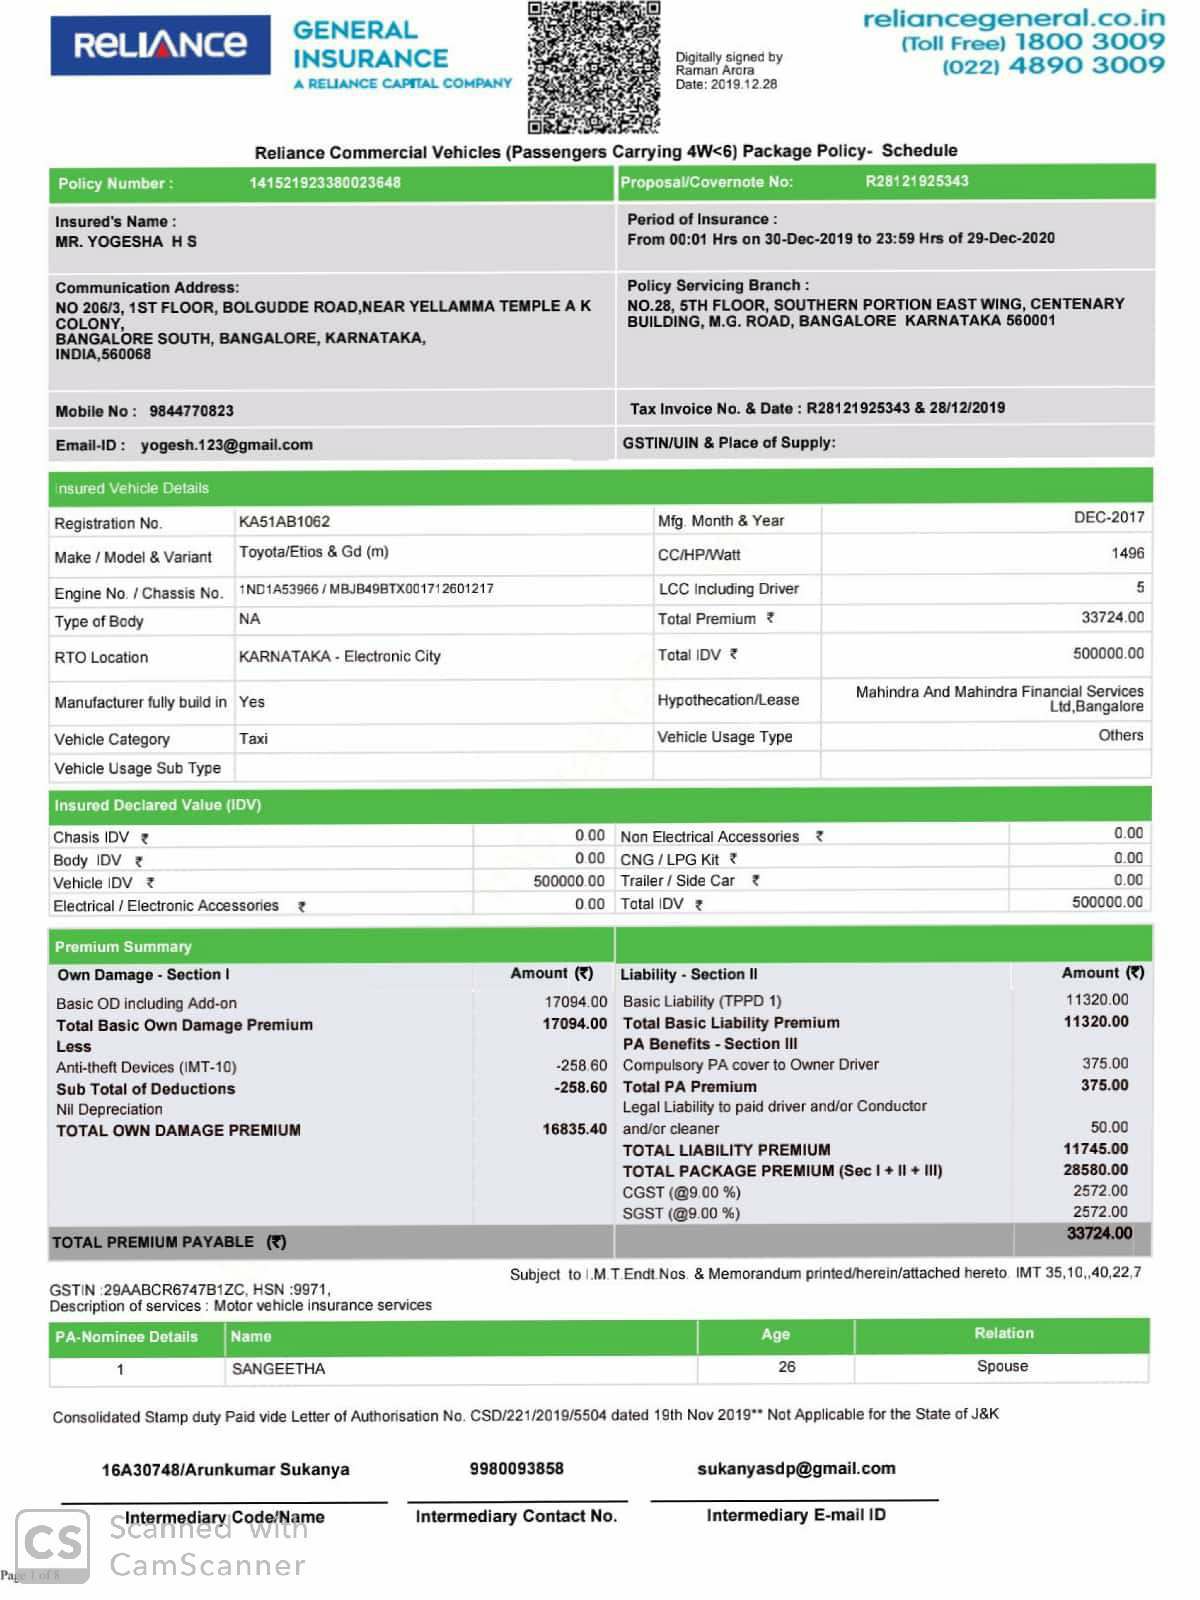 RELIANCE
GENERAL
INSURANCE
A RELIANCE CAPITAL COMPANY
Digitally signed by
Raman Arora
Date: 2019.12.28
reliancegeneral.co.in
(Toll Free) 1800 3009
(022) 4890 3009
Reliance Commercial Vehicles (Passengers Carrying 4W<6) Package Policy- Schedule
Policy Number : 141521923380023648 Proposal/Covernote No: R28121925343
Insured's Name :
MR. YOGESHA H S
Period of Insurance :
From 00:01 Hrs on 30-Dec-2019 to 23:59 Hrs of 29-Dec-2020
Communication Address:
NO 206/3, 1ST FLOOR, BOLGUDDE ROAD,NEAR YELLAMMA TEMPLE A K
COLONY,
BANGALORE SOUTH, BANGALORE, KARNATAKA,
INDIA,560068
Policy Servicing Branch :
NO.28, 5TH FLOOR, SOUTHERN PORTION EAST WING, CENTENARY
BUILDING, M.G. ROAD, BANGALORE KARNATAKA 560001
Mobile No : 9844770823 Tax Invoice No. & Date : R28121925343 & 28/12/2019
Email-ID : yogesh.123@gmail.com GSTIN/UIN & Place of Supply:
Insured Vehicle Details
Registration No. KA51AB1062 Mfg. Month & Year DEC-2017
Make / Model & Variant Toyota/Etios & Gd (m) CC/HP/Watt 1496
Engine No. / Chassis No. 1ND1A53966 / MBJB49BTX001712601217 LCC Including Driver 5
Type of Body NA Total Premium ₹ 33724.00
RTO Location KARNATAKA - Electronic City Total IDV ₹ 500000.00
Manufacturer fully build in Yes Hypothecation/Lease Mahindra And Mahindra Financial Services
Ltd,Bangalore
Vehicle Category Taxi Vehicle Usage Type Others
Vehicle Usage Sub Type
Insured Declared Value (IDV)
Chasis IDV ₹ 0.00 Non Electrical Accessories ₹ 0.00
Body IDV ₹ 0.00 CNG / LPG Kit ₹ 0.00
Vehicle IDV ₹ 500000.00 Trailer / Side Car ₹ 0.00
Electrical / Electronic Accessories ₹ 0.00 Total IDV ₹ 500000.00
Premium Summary
Own Damage - Section I Amount (₹) Liability - Section II Amount (₹)
Basic OD including Add-on 17094.00 Basic Liability (TPPD 1) 11320.00
Total Basic Own Damage Premium 17094.00 Total Basic Liability Premium 11320.00
Less PA Benefits - Section III
Anti-theft Devices (IMT-10) -258.60 Compulsory PA cover to Owner Driver 375.00
Sub Total of Deductions -258.60 Total PA Premium 375.00
Nil Depreciation Legal Liability to paid driver and/or Conductor
TOTAL OWN DAMAGE PREMIUM 16835.40 and/or cleaner 50.00
TOTAL LIABILITY PREMIUM 11745.00
TOTAL PACKAGE PREMIUM (Sec I + II + III) 28580.00
CGST (@9.00 %) 2572.00
SGST (@9.00 %) 2572.00
TOTAL PREMIUM PAYABLE (₹) 33724.00
Subject to I.M.T.Endt.Nos. & Memorandum printed/herein/attached hereto. IMT 35,10,,40,22,7
GSTIN :29AABCR6747B1ZC, HSN :9971,
Description of services : Motor vehicle insurance services
PA-Nominee Details Name Age Relation
1 SANGEETHA 26 Spouse
Consolidated Stamp duty Paid vide Letter of Authorisation No. CSD/221/2019/5504 dated 19th Nov 2019** Not Applicable for the State of J&K
16A30748/Arunkumar Sukanya 9980093858 sukanyasdp@gmail.com
Intermediary Code/Name Intermediary Contact No. Intermediary E-mail ID
CS Scanned with
CamScanner
Page 1 of 8